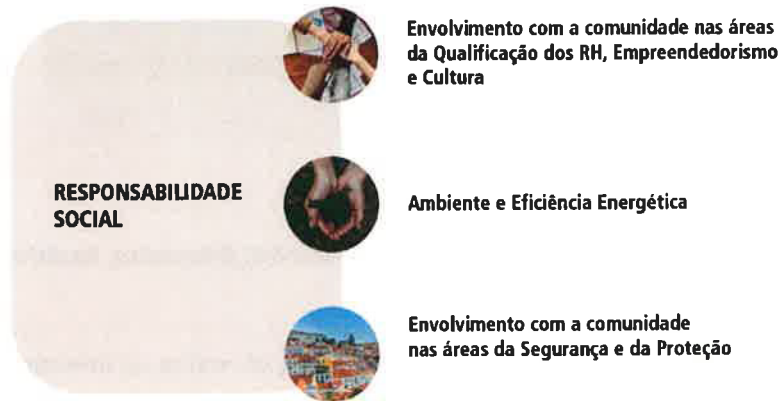 Envolvimento com a comunidade nas áreas
da Qualificação dos RH, Empreendedorismo
e Cultura
RESPONSABILIDADE
SOCIAL
Ambiente e Eficiência Energética
Envolvimento com a comunidade
nas áreas da Segurança e da Proteção